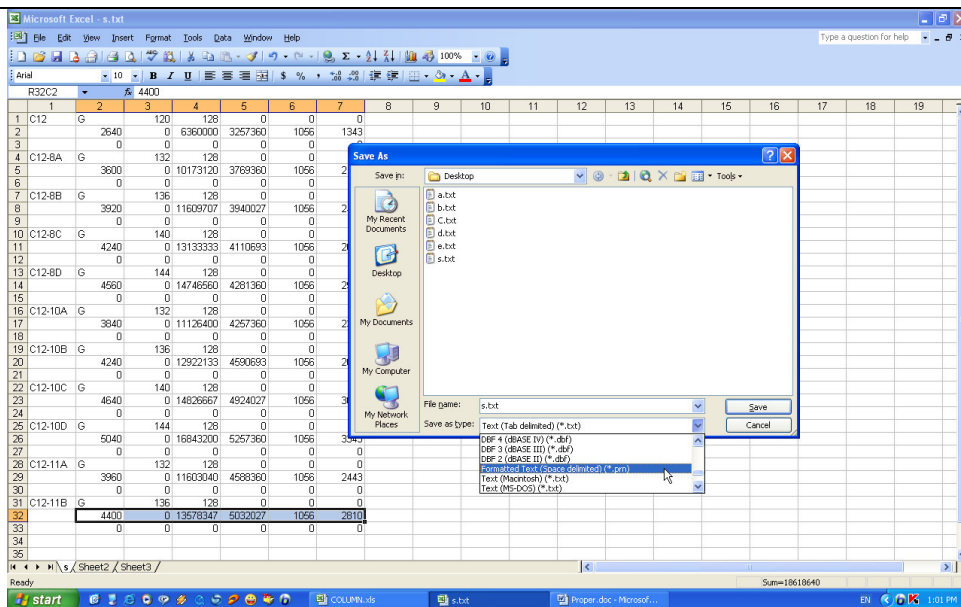 Microsoft Excel - s.txt
File Edit View Insert Format Tools Data Window Help Type a question for help
Arial 10 B I U $ % , 100%
R32C2 fx 4400
1 2 3 4 5 6 7 8 9 10 11 12 13 14 15 16 17 18 19
1 C12 G 120 128 0 0 0
2 2640 0 6360000 3257360 1056 1343
3 0 0 0 0 0
4 C12-8A G 132 128 0 0
5 3600 0 10173120 3769360 1056
6 0 0 0 0 0
7 C12-8B G 136 128 0 0
8 3920 0 11609707 3940027 1056
9 0 0 0 0 0
10 C12-8C G 140 128 0 0
11 4240 0 13133333 4110693 1056
12 0 0 0 0 0
13 C12-8D G 144 128 0 0
14 4560 0 14746560 4281360 1056
15 0 0 0 0 0
16 C12-10A G 132 128 0 0
17 3840 0 11126400 4257360 1056
18 0 0 0 0 0
19 C12-10B G 136 128 0 0
20 4240 0 12922133 4590693 1056
21 0 0 0 0 0
22 C12-10C G 140 128 0 0
23 4640 0 14826667 4924027 1056
24 0 0 0 0 0
25 C12-10D G 144 128 0 0
26 5040 0 16843200 5257360 1056
27 0 0 0 0 0 0
28 C12-11A G 132 128 0 0 0
29 3960 0 11603040 4588360 1056 2443
30 0 0 0 0 0 0
31 C12-11B G 136 128 0 0 0
32 4400 0 13578347 5032027 1056 2810
33 0 0 0 0 0 0
34
35
Save As
Save in: Desktop Tools
My Recent Documents
Desktop
My Documents
My Computer
My Network Places
a.txt
b.txt
C.txt
d.txt
e.txt
s.txt
File name: s.txt Save
Save as type: Text (Tab delimited) (*.txt) Cancel
DBF 4 (dBASE IV) (*.dbf)
DBF 3 (dBASE III) (*.dbf)
DBF 2 (dBASE II) (*.dbf)
Formatted Text (Space delimited) (*.prn)
Text (Macintosh) (*.txt)
Text (MS-DOS) (*.txt)
s Sheet2 Sheet3
Ready Sum=18618640
start COLUMN.xls s.txt Proper.doc - Microsof... EN 1:01 PM